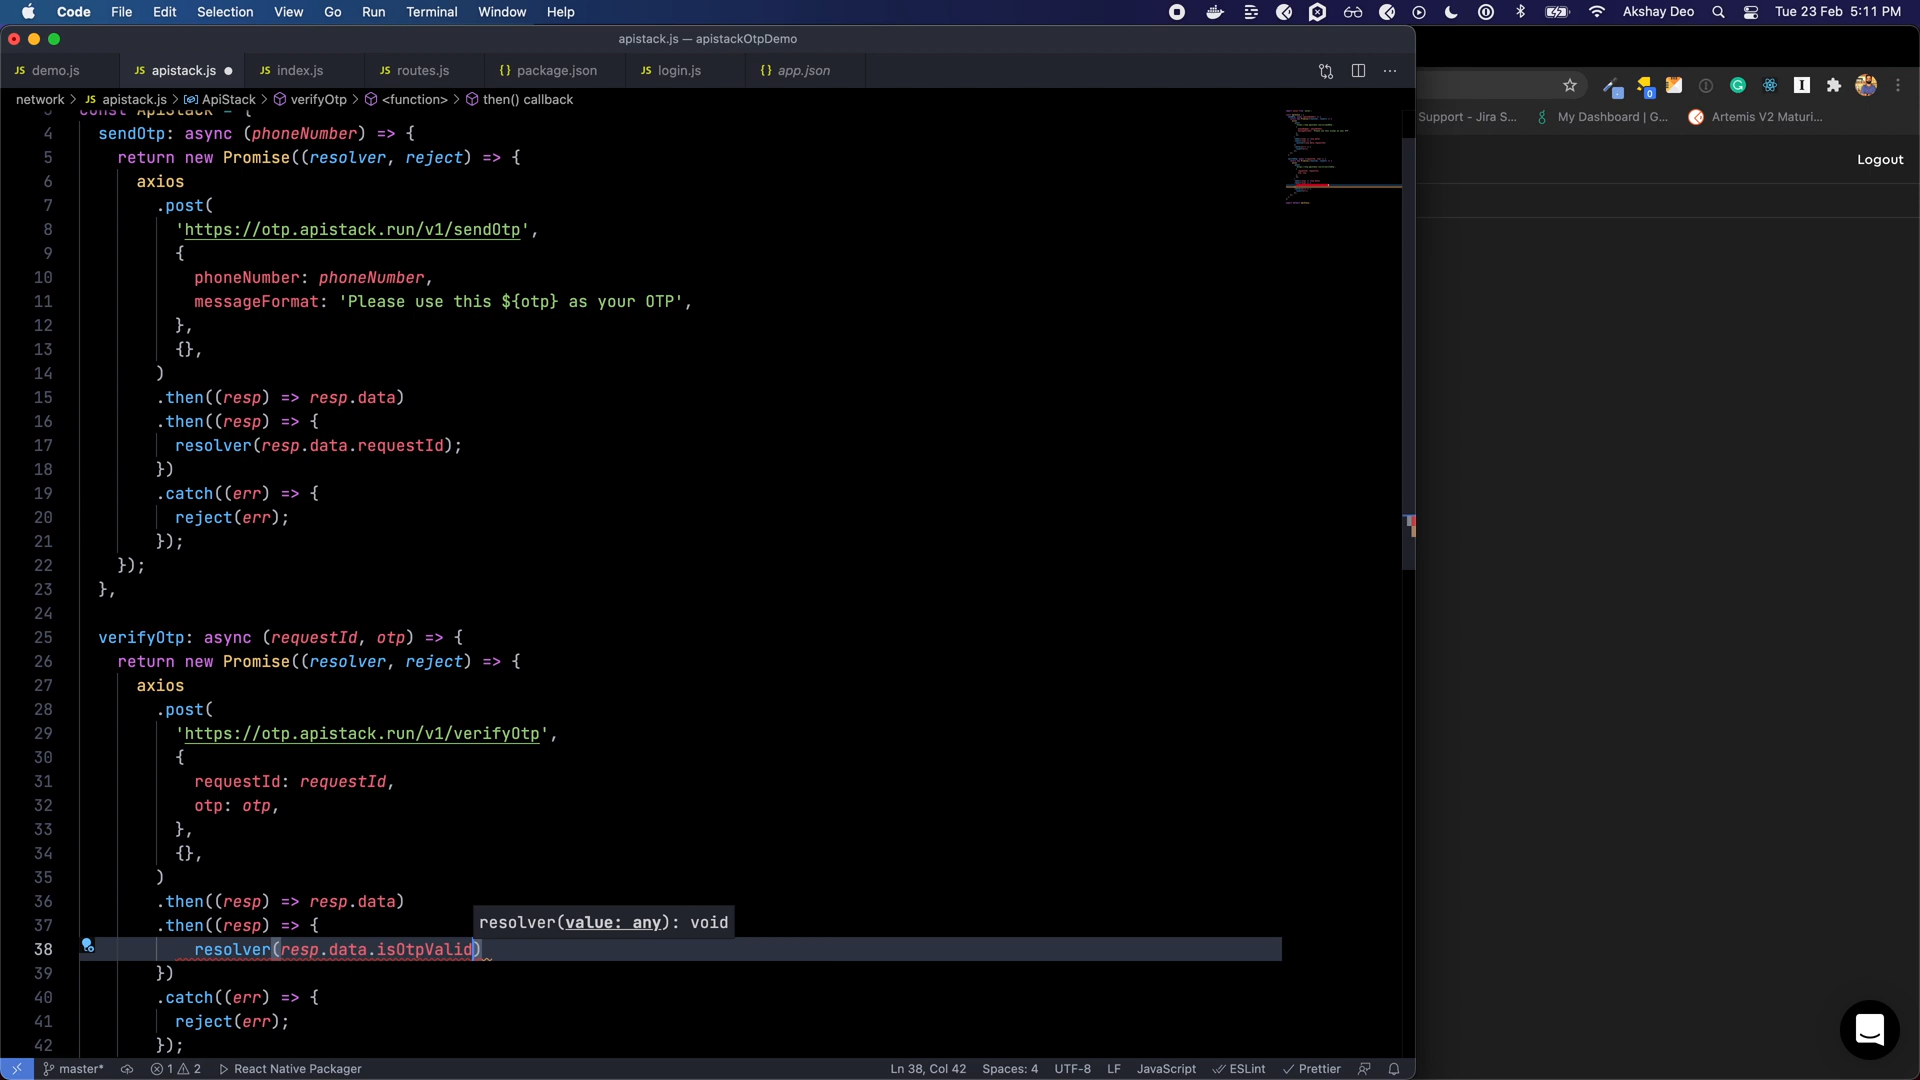 Code File Edit Selection View Go Run Terminal Window Help Akshay Deo Tue 23 Feb 5:11 PM
apistack.js — apistackOtpDemo
JS demo.js JS apistack.js ● JS index.js JS routes.js {} package.json JS login.js {} app.json
network > JS apistack.js > ApiStack > verifyOtp > <function> > then() callback
Support - Jira S... My Dashboard | G... Artemis V2 Maturi...
Logout
3 const ApiStack = {
4 sendOtp: async (phoneNumber) => {
5 return new Promise((resolver, reject) => {
6 axios
7 .post(
8 'https://otp.apistack.run/v1/sendOtp',
9 {
10 phoneNumber: phoneNumber,
11 messageFormat: 'Please use this ${otp} as your OTP',
12 },
13 {},
14 )
15 .then((resp) => resp.data)
16 .then((resp) => {
17 resolver(resp.data.requestId);
18 })
19 .catch((err) => {
20 reject(err);
21 });
22 });
23 },
24
25 verifyOtp: async (requestId, otp) => {
26 return new Promise((resolver, reject) => {
27 axios
28 .post(
29 'https://otp.apistack.run/v1/verifyOtp',
30 {
31 requestId: requestId,
32 otp: otp,
33 },
34 {},
35 )
36 .then((resp) => resp.data)
resolver(value: any): void
37 .then((resp) => {
38 resolver(resp.data.isOtpValid)
39 })
40 .catch((err) => {
41 reject(err);
42 });
master* 1 2 React Native Packager Ln 38, Col 42 Spaces: 4 UTF-8 LF JavaScript ESLint Prettier